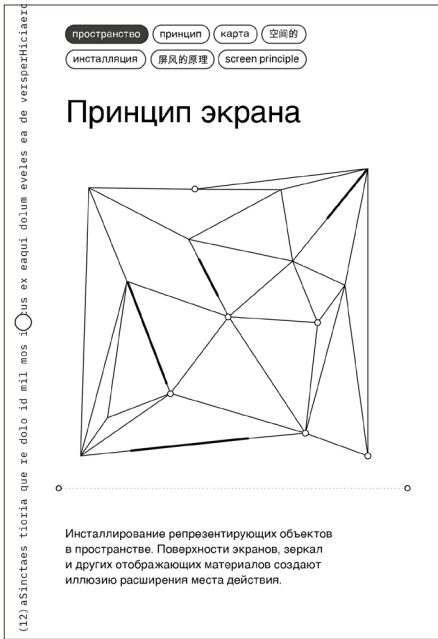 пространство принцип карта 空间的
инсталляция 屏风的原理 screen principle
Принцип экрана
Инсталлирование репрезентирующих объектов
в пространстве. Поверхности экранов, зеркал
и других отображающих материалов создают
иллюзию расширения места действия.
(12)aSinctaes tioria que re dolo id mil mos ex eaqui dolum eveles ea de versperHiciaero